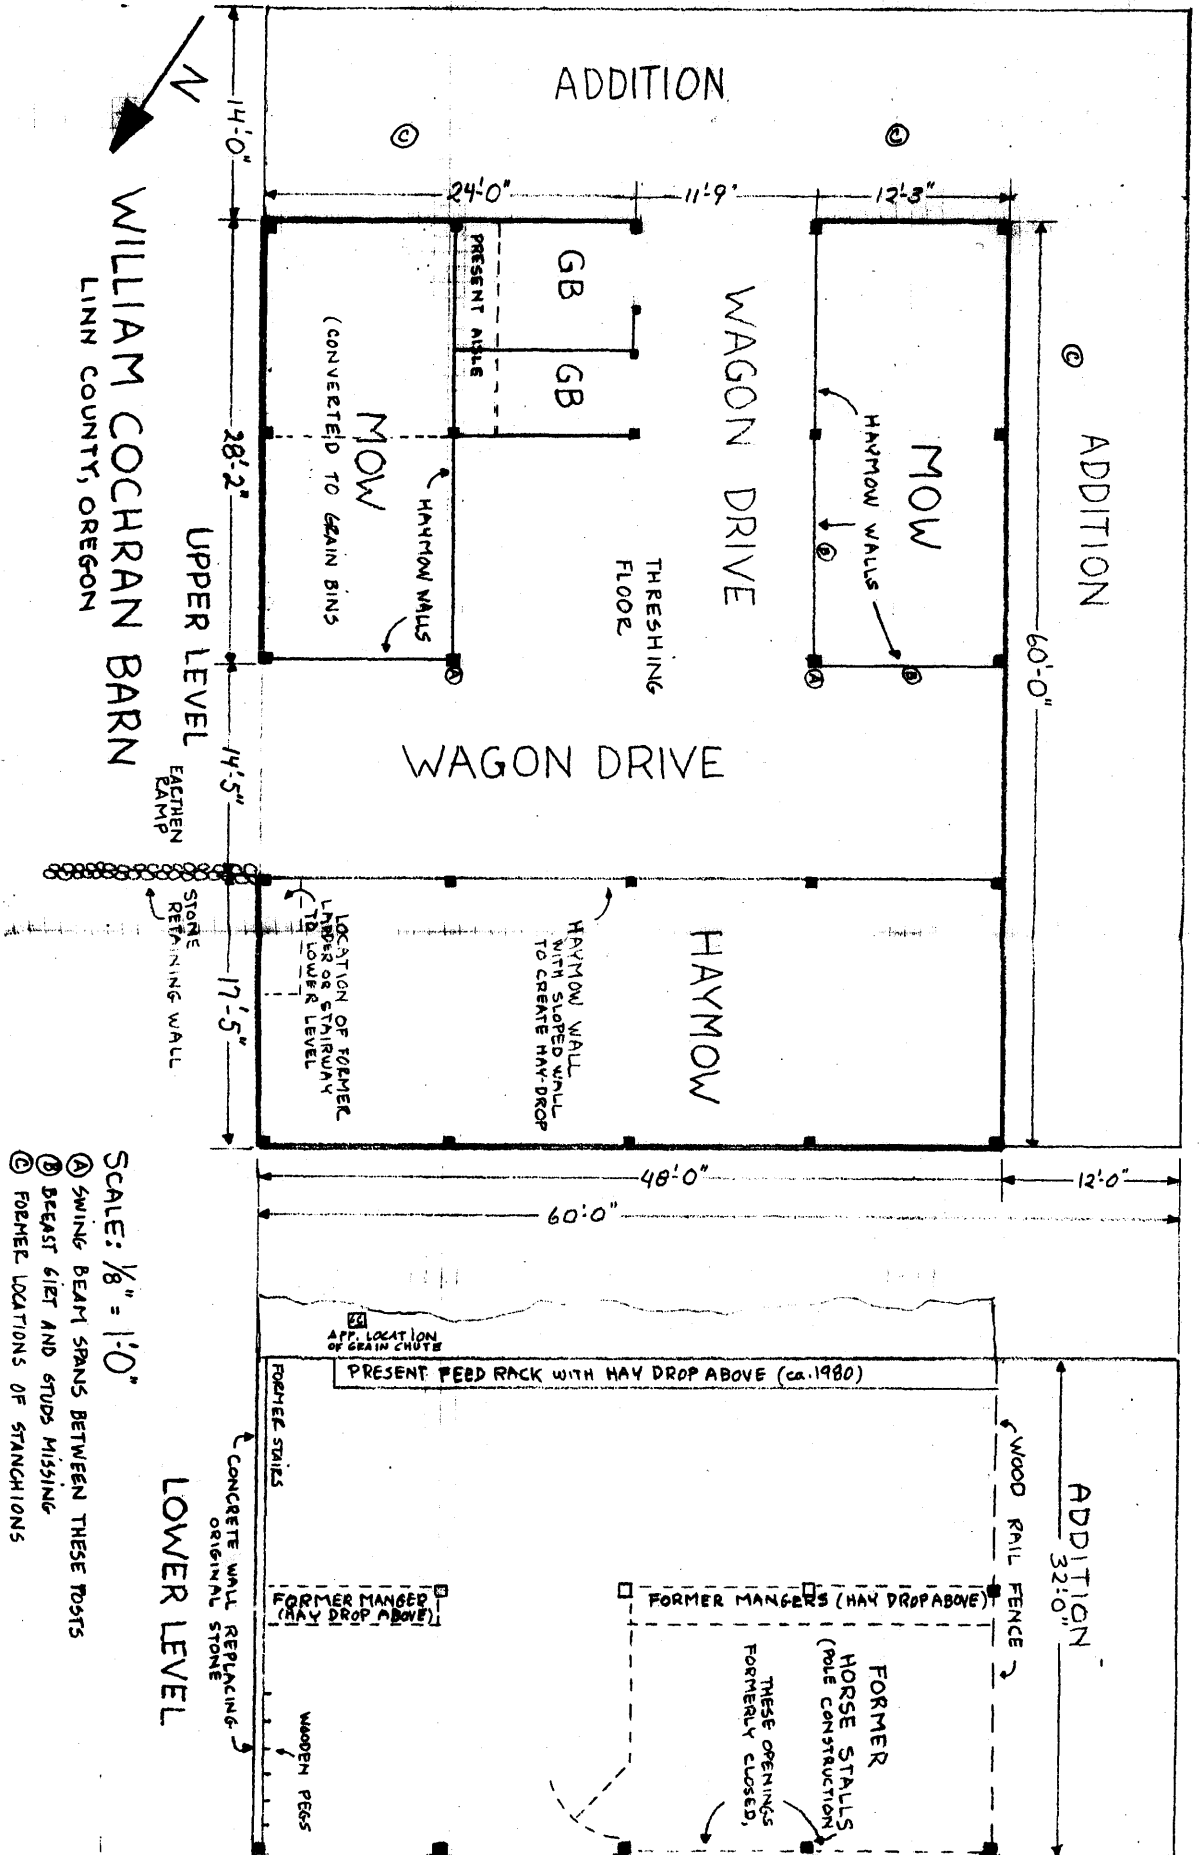 WILLIAM COCHRAN BARN
LINN COUNTY, OREGON
N
UPPER LEVEL
ADDITION
ADDITION
C
C
C
14'-0"
28'-2"
14'-5"
17'-5"
24'-0"
11'-9"
12'-3"
60'-0"
48'-0"
12'-0"
60'-0"
GB
GB
PRESENT AISLE
MOW
(CONVERTED TO GRAIN BINS
HAYMOW WALLS
A
WAGON DRIVE
THRESHING
FLOOR
MOW
HAYMOW WALLS
B
B
A
WAGON DRIVE
EARTHEN
RAMP
STONE
RETAINING WALL
LOCATION OF FORMER
LADDER OR STAIRWAY
TO LOWER LEVEL
HAYMOW WALL
WITH SLOPED WALL
TO CREATE HAY-DROP
HAYMOW
SCALE: 1/8" = 1'-0"
A SWING BEAM SPANS BETWEEN THESE POSTS
B BREAST GIRT AND STUDS MISSING
C FORMER LOCATIONS OF STANCHIONS
LOWER LEVEL
GC
APP. LOCATION
OF GRAIN CHUTE
PRESENT FEED RACK WITH HAY DROP ABOVE (ca.1980)
FORMER STAIRS
CONCRETE WALL REPLACING
ORIGINAL STONE
WOODEN PEGS
FORMER MANGER
(HAY DROP ABOVE)
FORMER MANGERS (HAY DROP ABOVE)
FORMER
HORSE STALLS
(POLE CONSTRUCTION
THESE OPENINGS
FORMERLY CLOSED,
WOOD RAIL FENCE
ADDITION
32'-0"